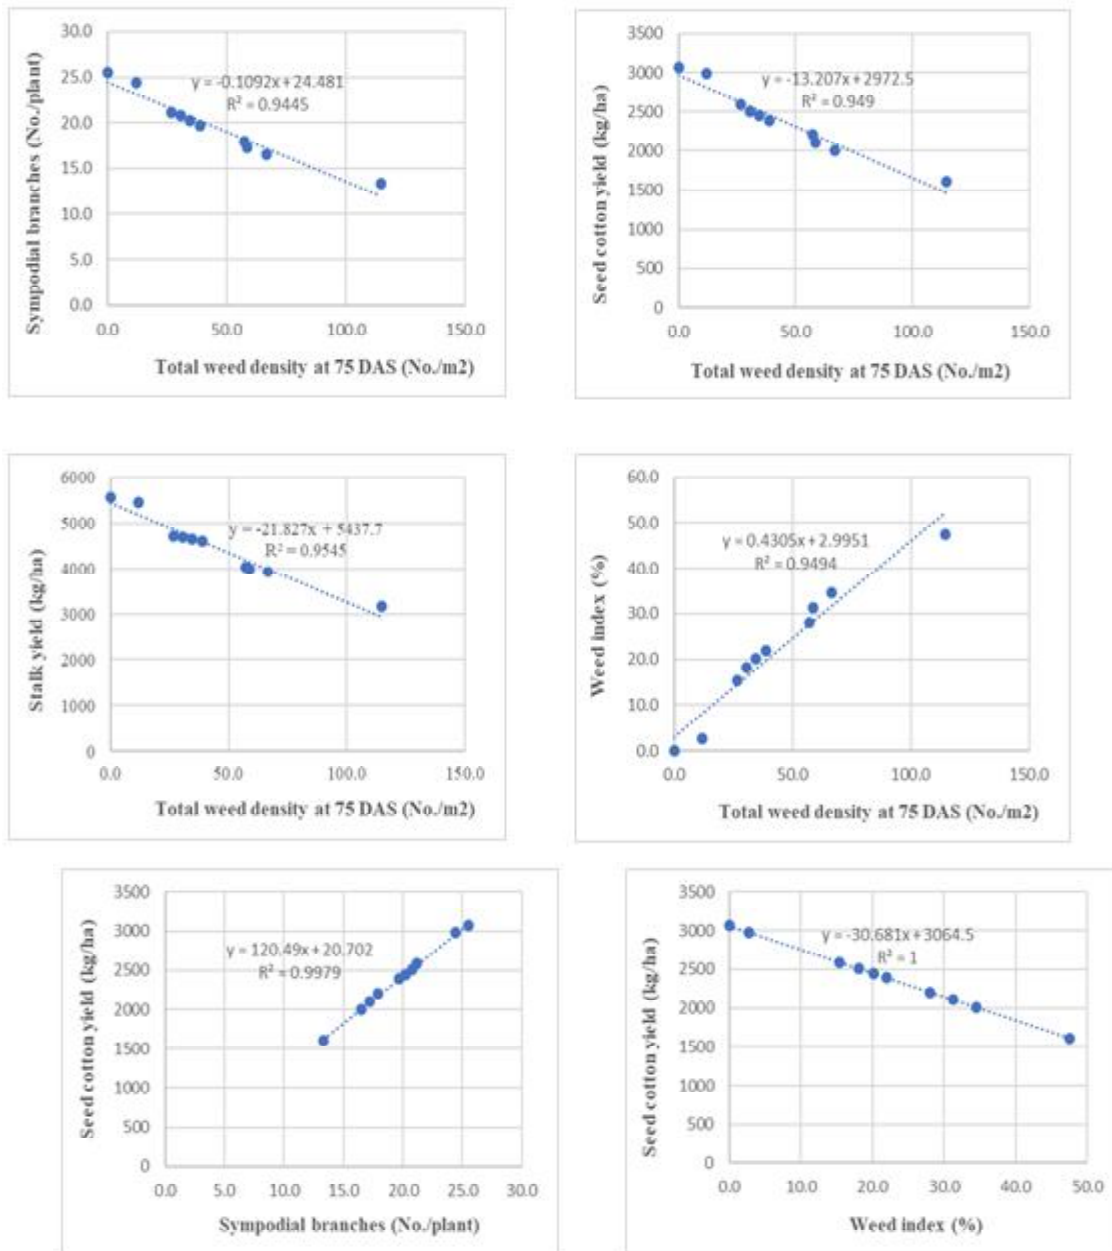 30.0
25.0
20.0
15.0
10.0
5.0
0.0
Sympodial branches (No./plant)
y = -0.1092x + 24.481
R² = 0.9445
0.0 50.0 100.0 150.0
Total weed density at 75 DAS (No./m2)
3500
3000
2500
2000
1500
1000
500
0
Seed cotton yield (kg/ha)
y = -13.207x + 2972.5
R² = 0.949
0.0 50.0 100.0 150.0
Total weed density at 75 DAS (No./m2)
6000
5000
4000
3000
2000
1000
0
Stalk yield (kg/ha)
y = -21.827x + 5437.7
R² = 0.9545
0.0 50.0 100.0 150.0
Total weed density at 75 DAS (No./m2)
60.0
50.0
40.0
30.0
20.0
10.0
0.0
Weed index (%)
y = 0.4305x + 2.9951
R² = 0.9494
0.0 50.0 100.0 150.0
Total weed density at 75 DAS (No./m2)
3500
3000
2500
2000
1500
1000
500
0
Seed cotton yield (kg/ha)
y = 120.49x + 20.702
R² = 0.9979
0.0 5.0 10.0 15.0 20.0 25.0 30.0
Sympodial branches (No./plant)
3500
3000
2500
2000
1500
1000
500
0
Seed cotton yield (kg/ha)
y = -30.681x + 3064.5
R² = 1
0.0 10.0 20.0 30.0 40.0 50.0
Weed index (%)